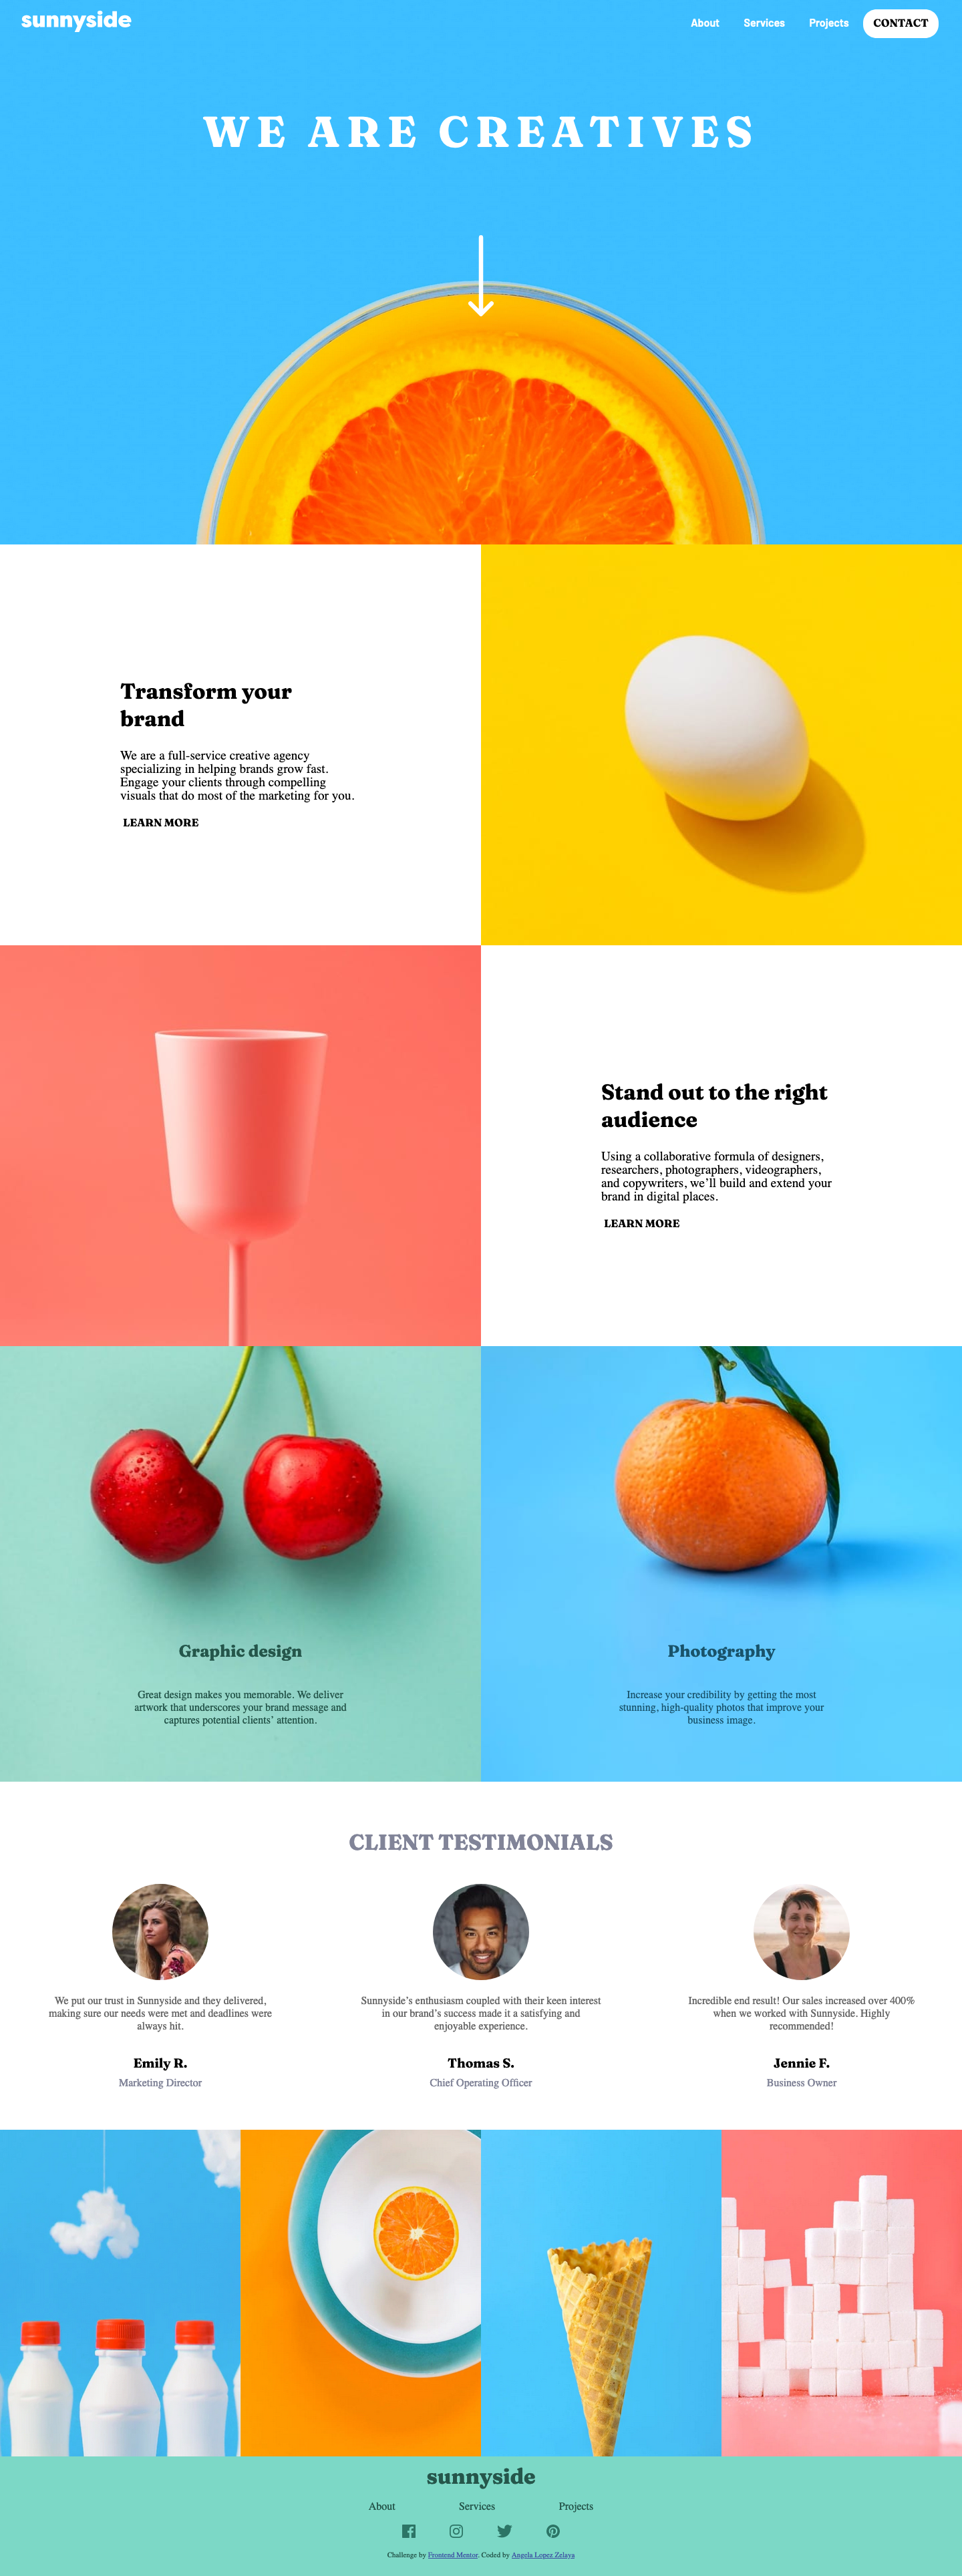 sunnyside
About Services Projects CONTACT
WE ARE CREATIVES
Transform your
brand
We are a full-service creative agency
specializing in helping brands grow fast.
Engage your clients through compelling
visuals that do most of the marketing for you.
LEARN MORE
Stand out to the right
audience
Using a collaborative formula of designers,
researchers, photographers, videographers,
and copywriters, we’ll build and extend your
brand in digital places.
LEARN MORE
Graphic design
Great design makes you memorable. We deliver
artwork that underscores your brand message and
captures potential clients’ attention.
Photography
Increase your credibility by getting the most
stunning, high-quality photos that improve your
business image.
CLIENT TESTIMONIALS
We put our trust in Sunnyside and they delivered,
making sure our needs were met and deadlines were
always hit.
Emily R.
Marketing Director
Sunnyside’s enthusiasm coupled with their keen interest
in our brand’s success made it a satisfying and
enjoyable experience.
Thomas S.
Chief Operating Officer
Incredible end result! Our sales increased over 400%
when we worked with Sunnyside. Highly
recommended!
Jennie F.
Business Owner
sunnyside
About Services Projects
Challenge by Frontend Mentor. Coded by Angela Lopez Zelaya